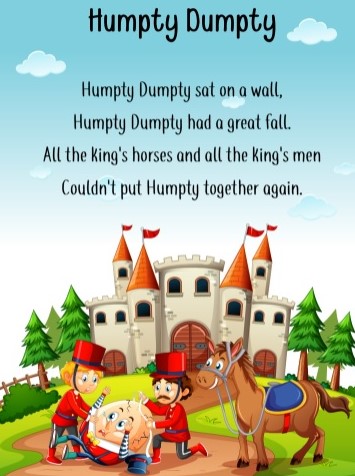 Humpty Dumpty
Humpty Dumpty sat on a wall,
Humpty Dumpty had a great fall.
All the king's horses and all the king's men
Couldn't put Humpty together again.